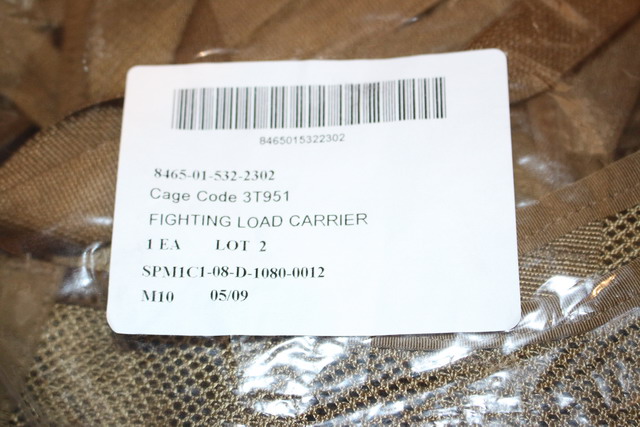 8465015322302
8465-01-532-2302
Cage Code 3T951
FIGHTING LOAD CARRIER
1 EA LOT 2
SPM1C1-08-D-1080-0012
M10 05/09